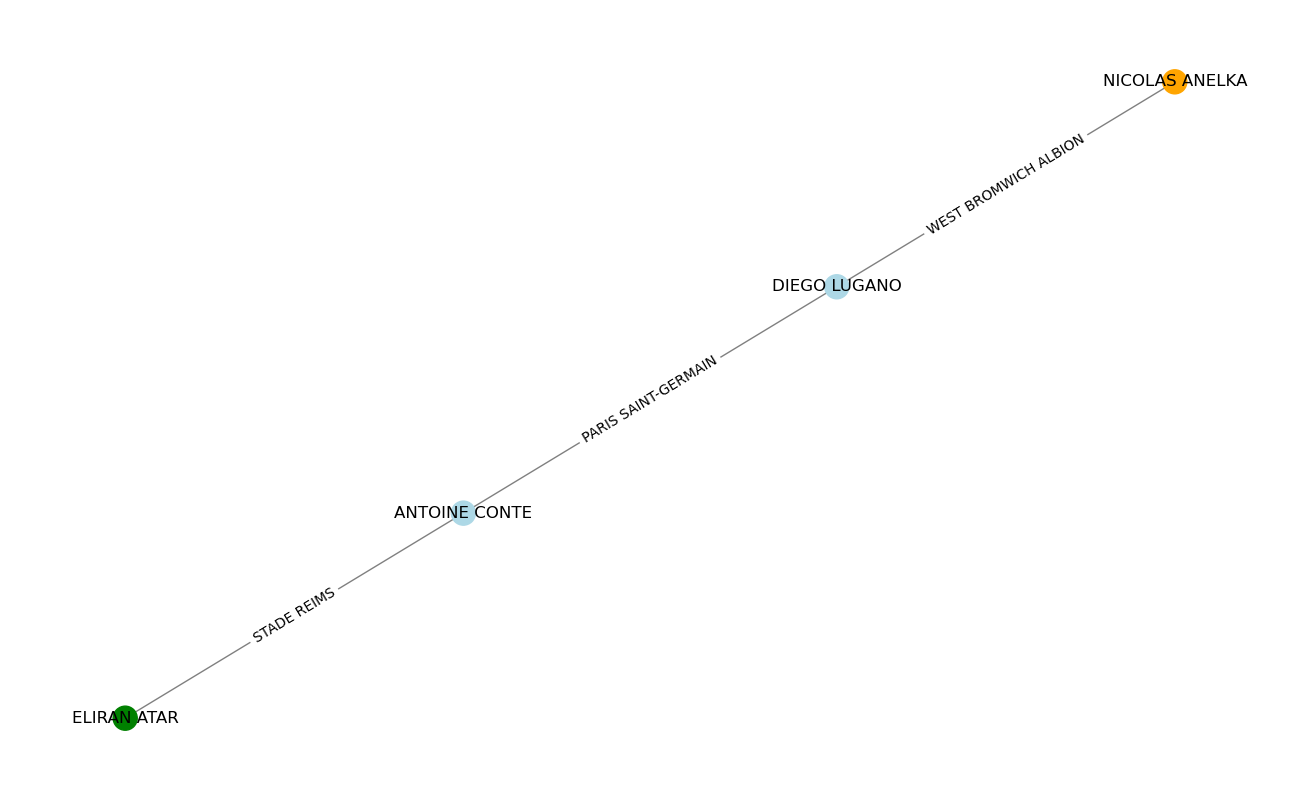 NICOLAS ANELKA
WEST BROMWICH ALBION
DIEGO LUGANO
PARIS SAINT-GERMAIN
ANTOINE CONTE
STADE REIMS
ELIRAN ATAR